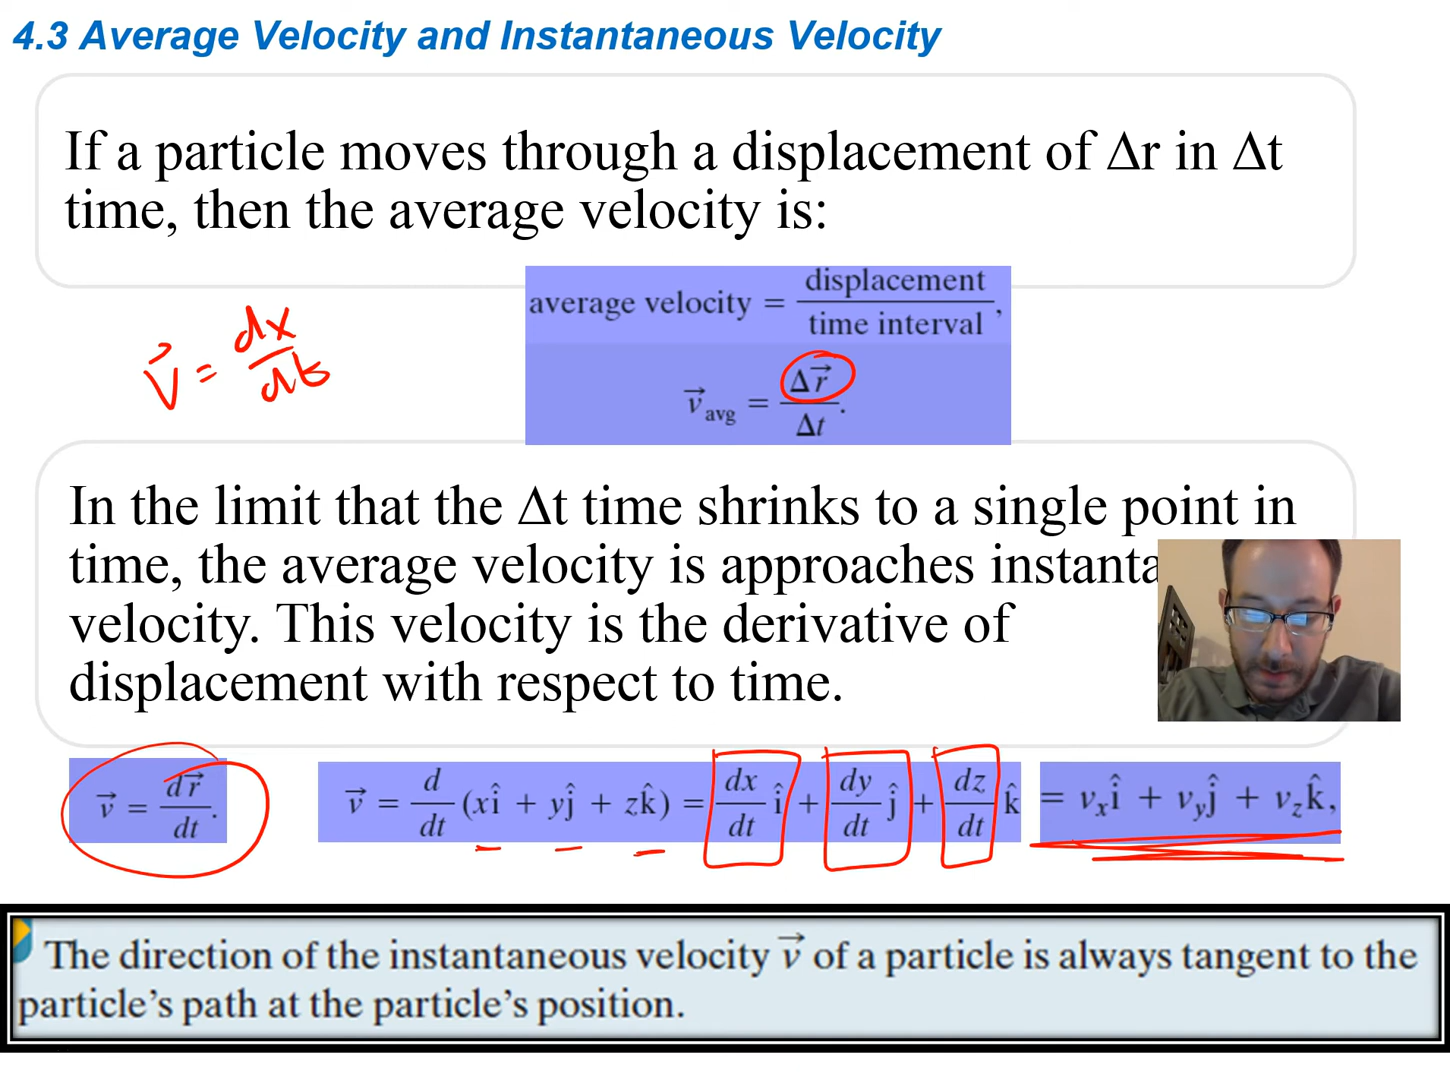 4.3 Average Velocity and Instantaneous Velocity
If a particle moves through a displacement of Δr in Δt
time, then the average velocity is:
average velocity = displacement / time interval,
v⃗ = dx/dt
v⃗avg = Δr⃗/Δt.
In the limit that the Δt time shrinks to a single point in
time, the average velocity is approaches instanta
velocity. This velocity is the derivative of
displacement with respect to time.
v⃗ = dr⃗/dt.
v⃗ = d/dt (xî + yĵ + zk̂) = dx/dt î + dy/dt ĵ + dz/dt k̂ = vₓî + v_yĵ + v_zk̂,
The direction of the instantaneous velocity v⃗ of a particle is always tangent to the
particle's path at the particle's position.